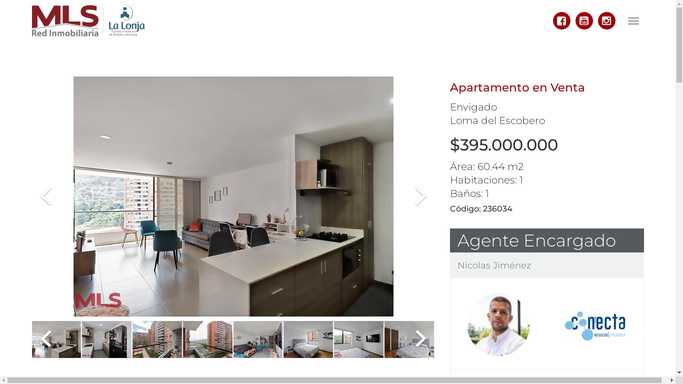 MLS
Red Inmobiliaria
La Lonja
Apartamento en Venta
Envigado
Loma del Escobero
$395.000.000
Área: 60.44 m2
Habitaciones: 1
Baños: 1
Código: 236034
Agente Encargado
Nicolas Jiménez
MLS
conecta